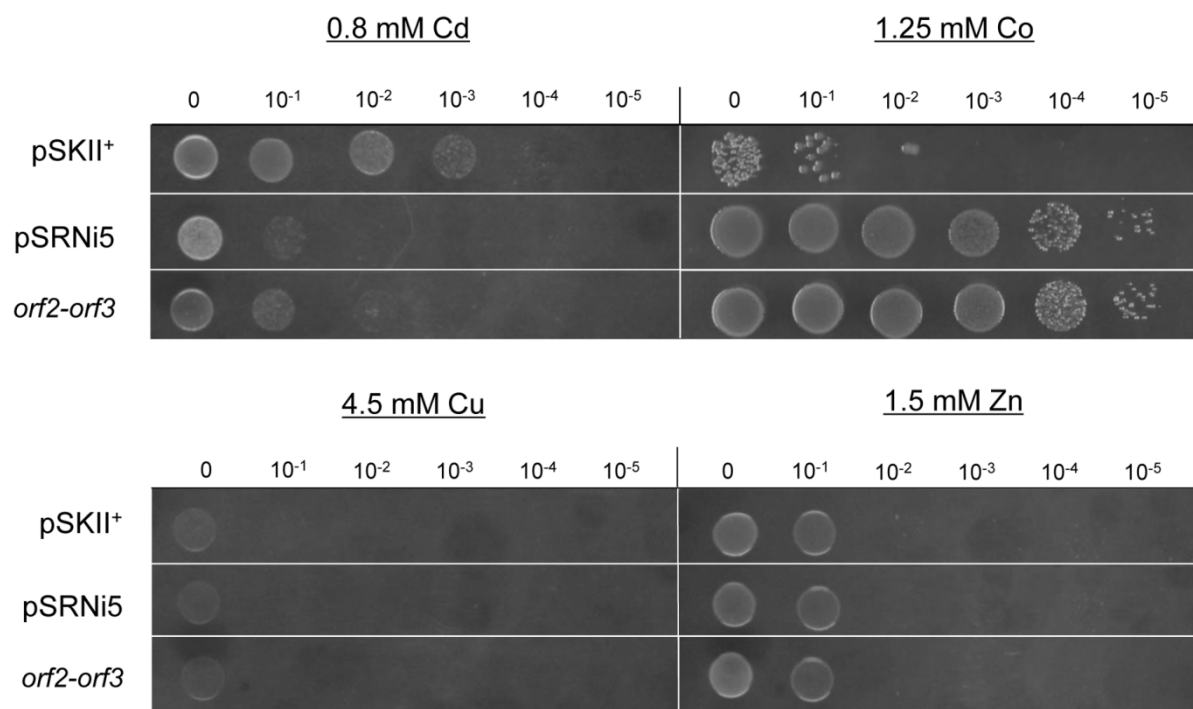 0.8 mM Cd 1.25 mM Co
0 10⁻¹ 10⁻² 10⁻³ 10⁻⁴ 10⁻⁵ 0 10⁻¹ 10⁻² 10⁻³ 10⁻⁴ 10⁻⁵
pSKII⁺
pSRNi5
orf2-orf3
4.5 mM Cu 1.5 mM Zn
0 10⁻¹ 10⁻² 10⁻³ 10⁻⁴ 10⁻⁵ 0 10⁻¹ 10⁻² 10⁻³ 10⁻⁴ 10⁻⁵
pSKII⁺
pSRNi5
orf2-orf3